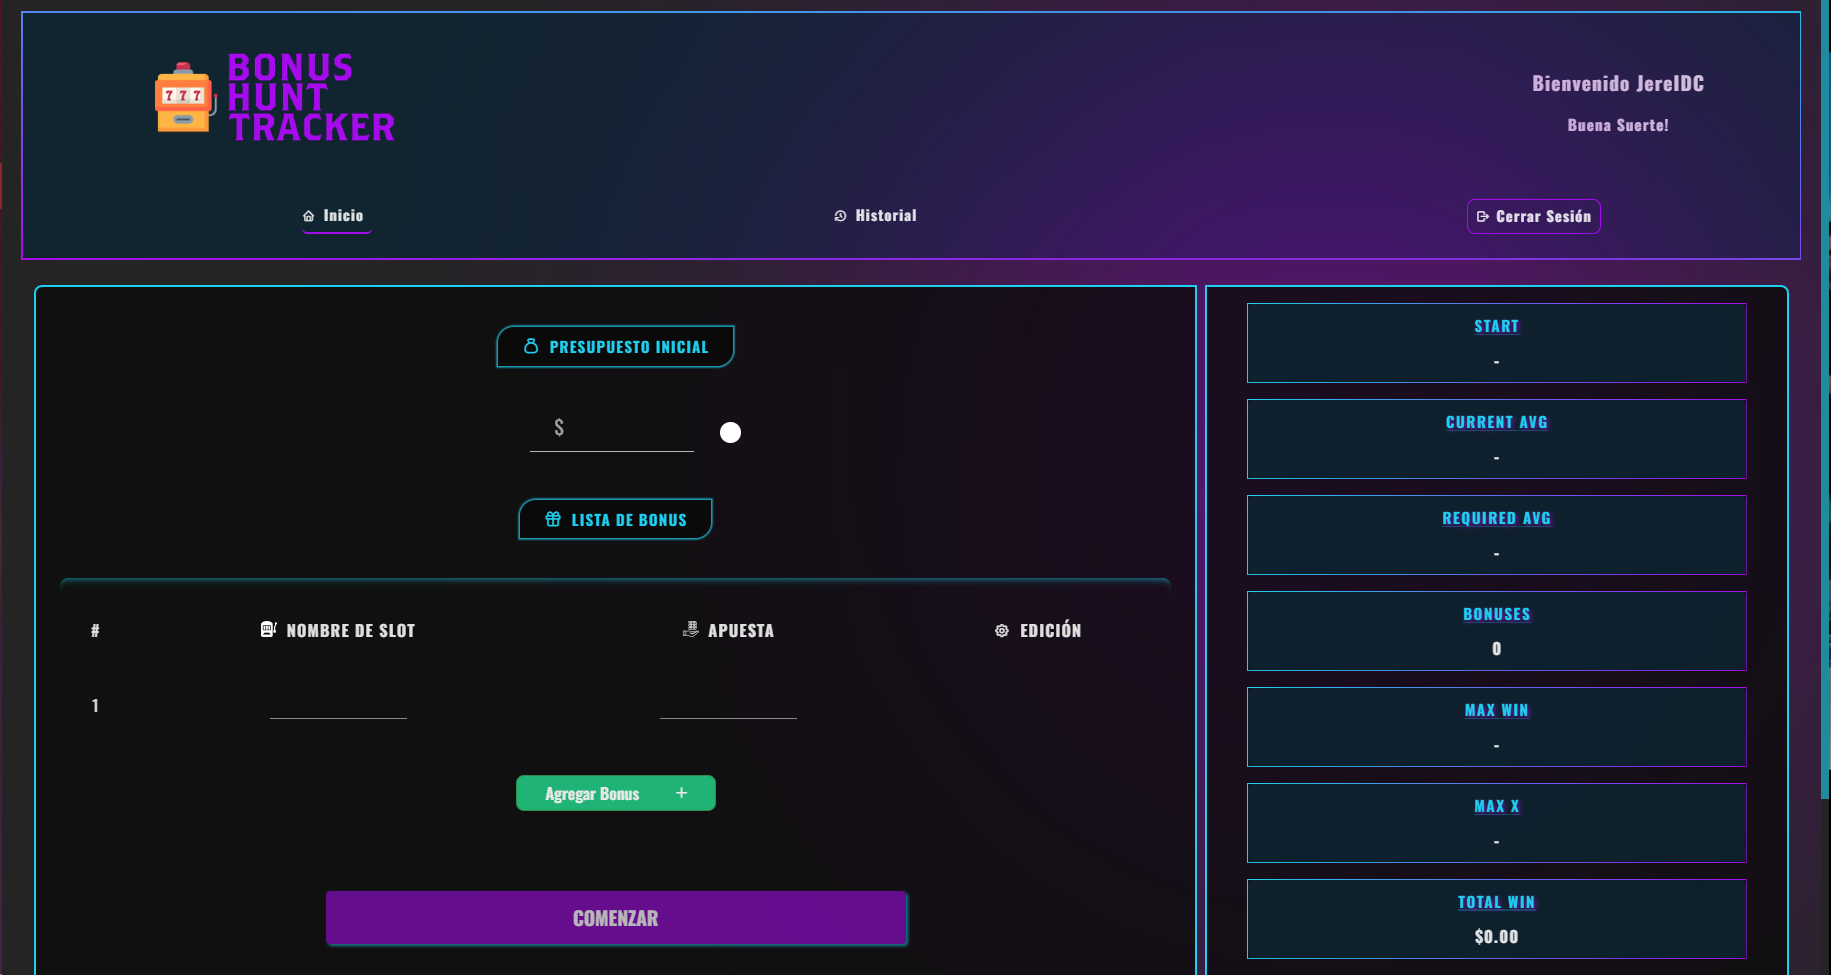 777
BONUS
HUNT
TRACKER
Bienvenido JereIDC
Buena Suerte!
Inicio
Historial
Cerrar Sesión
PRESUPUESTO INICIAL
$
LISTA DE BONUS
# NOMBRE DE SLOT APUESTA EDICIÓN
1
Agregar Bonus +
COMENZAR
START
-
CURRENT AVG
-
REQUIRED AVG
-
BONUSES
0
MAX WIN
-
MAX X
-
TOTAL WIN
$0.00